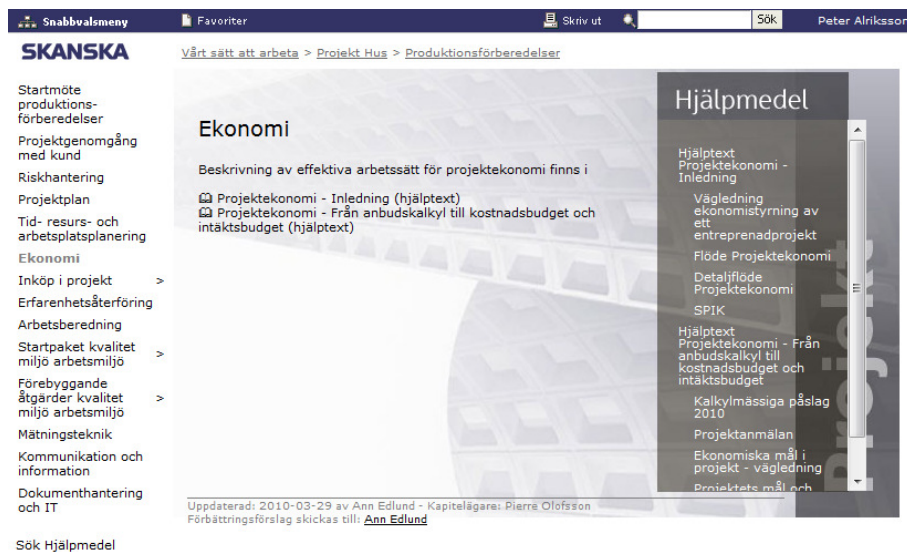 Snabbvalsmeny
Favoriter
Skriv ut
Sök
Peter Alriksson
SKANSKA
Vårt sätt att arbeta > Projekt Hus > Produktionsförberedelser
Startmöte
produktions-
förberedelser
Projektgenomgång
med kund
Riskhantering
Projektplan
Tid- resurs- och
arbetsplatsplanering
Ekonomi
Inköp i projekt >
Erfarenhetsåterföring
Arbetsberedning
Startpaket kvalitet
miljö arbetsmiljö >
Förebyggande
åtgärder kvalitet >
miljö arbetsmiljö
Mätningsteknik
Kommunikation och
information
Dokumenthantering
och IT
Sök Hjälpmedel
Ekonomi
Beskrivning av effektiva arbetssätt för projektekonomi finns i
Projektekonomi - Inledning (hjälptext)
Projektekonomi - Från anbudskalkyl till kostnadsbudget och
intäktsbudget (hjälptext)
Hjälpmedel
Hjälptext
Projektekonomi -
Inledning
Vägledning
ekonomistyrning av
ett
entreprenadprojekt
Flöde Projektekonomi
Detaljflöde
Projektekonomi
SPIK
Hjälptext
Projektekonomi - Från
anbudskalkyl till
kostnadsbudget och
intäktsbudget
Kalkylmässiga påslag
2010
Projektanmälan
Ekonomiska mål i
projekt - vägledning
Projektets mål och
Projekt
Uppdaterad: 2010-03-29 av Ann Edlund - Kapitelägare: Pierre Olofsson
Förbättringsförslag skickas till: Ann Edlund